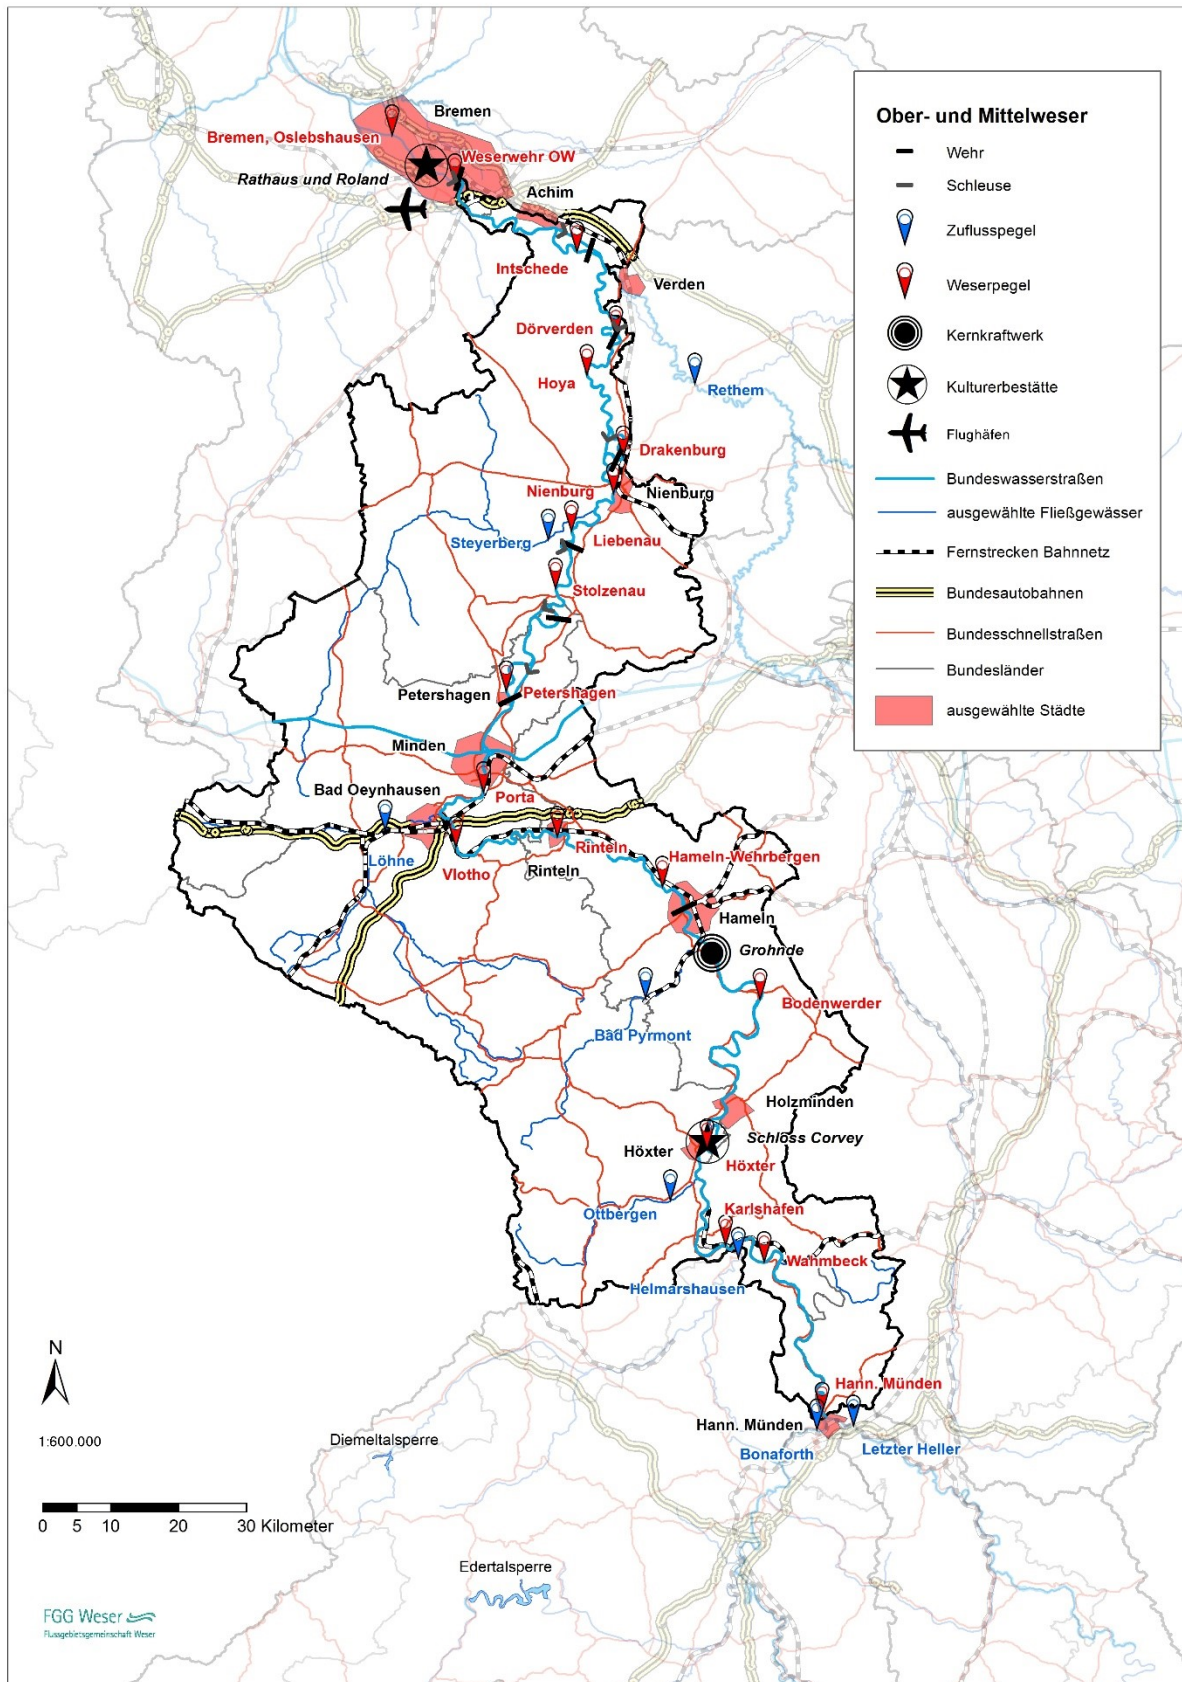 Bremen
Bremen, Oslebshausen
Weserwehr OW
Rathaus und Roland
Achim
Intschede
Verden
Dörverden
Hoya
Rethem
Drakenburg
Nienburg
Nienburg
Steyerberg
Liebenau
Stolzenau
Petershagen
Petershagen
Minden
Bad Oeynhausen
Porta
Löhne
Vlotho
Rinteln
Rinteln
Hameln-Wehrbergen
Hameln
Grohnde
Bodenwerder
Bad Pyrmont
Holzminden
Schloss Corvey
Höxter
Höxter
Ottbergen
Karlshafen
Wahmbeck
Helmarshausen
Hann. Münden
Hann. Münden
Bonaforth
Letzter Heller
Diemeltalsperre
Edertalsperre
Ober- und Mittelweser
Wehr
Schleuse
Zuflusspegel
Weserpegel
Kernkraftwerk
Kulturerbestätte
Flughäfen
Bundeswasserstraßen
ausgewählte Fließgewässer
Fernstrecken Bahnnetz
Bundesautobahnen
Bundesschnellstraßen
Bundesländer
ausgewählte Städte
N
1:600.000
0 5 10 20 30 Kilometer
FGG Weser
Flussgebietsgemeinschaft Weser